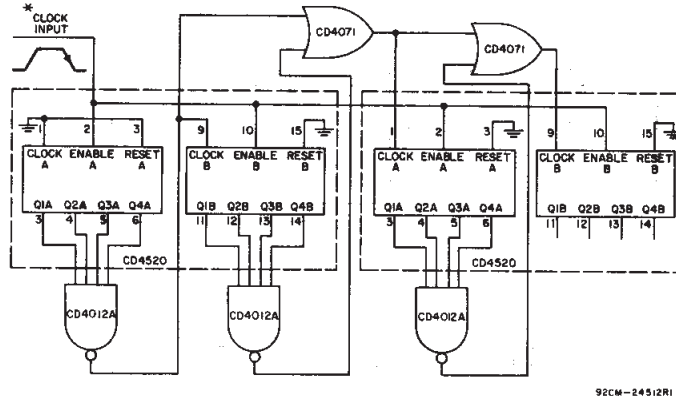 *
CLOCK
INPUT
CD4071
CD4071
1 2 3 9 10 15 1 2 3 9 10 15
CLOCK ENABLE RESET
A A A
CLOCK ENABLE RESET
B B B
CLOCK ENABLE RESET
A A A
CLOCK ENABLE RESET
B B B
Q1A Q2A Q3A Q4A
Q1B Q2B Q3B Q4B
Q1A Q2A Q3A Q4A
Q1B Q2B Q3B Q4B
3 4 5 6
11 12 13 14
3 4 5 6
11 12 13 14
CD4520
CD4520
CD4012A
CD4012A
CD4012A
92CM-24512R1